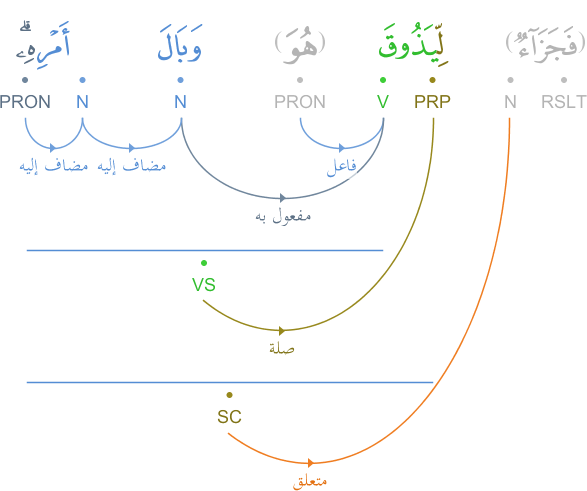 (فَجَزَآءٌ) لِّيَذُوقَ (هُوَ) وَبَالَ أَمْرِهِۦ ۗ
RSLT N PRP V PRON N N PRON
فاعل مضاف إليه مضاف إليه
مفعول به
VS
صلة
SC
متعلق